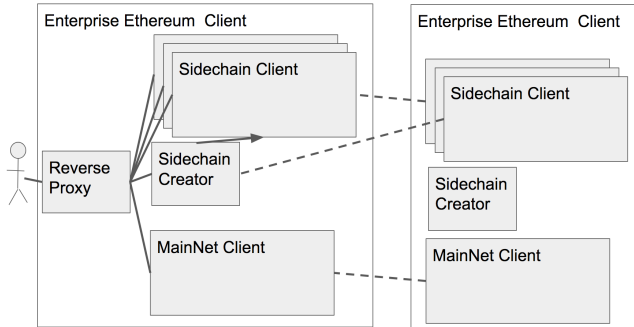 Enterprise Ethereum  Client
Sidechain Client
Reverse
Proxy
Sidechain
Creator
MainNet Client
Enterprise Ethereum  Client
Sidechain Client
Sidechain
Creator
MainNet Client